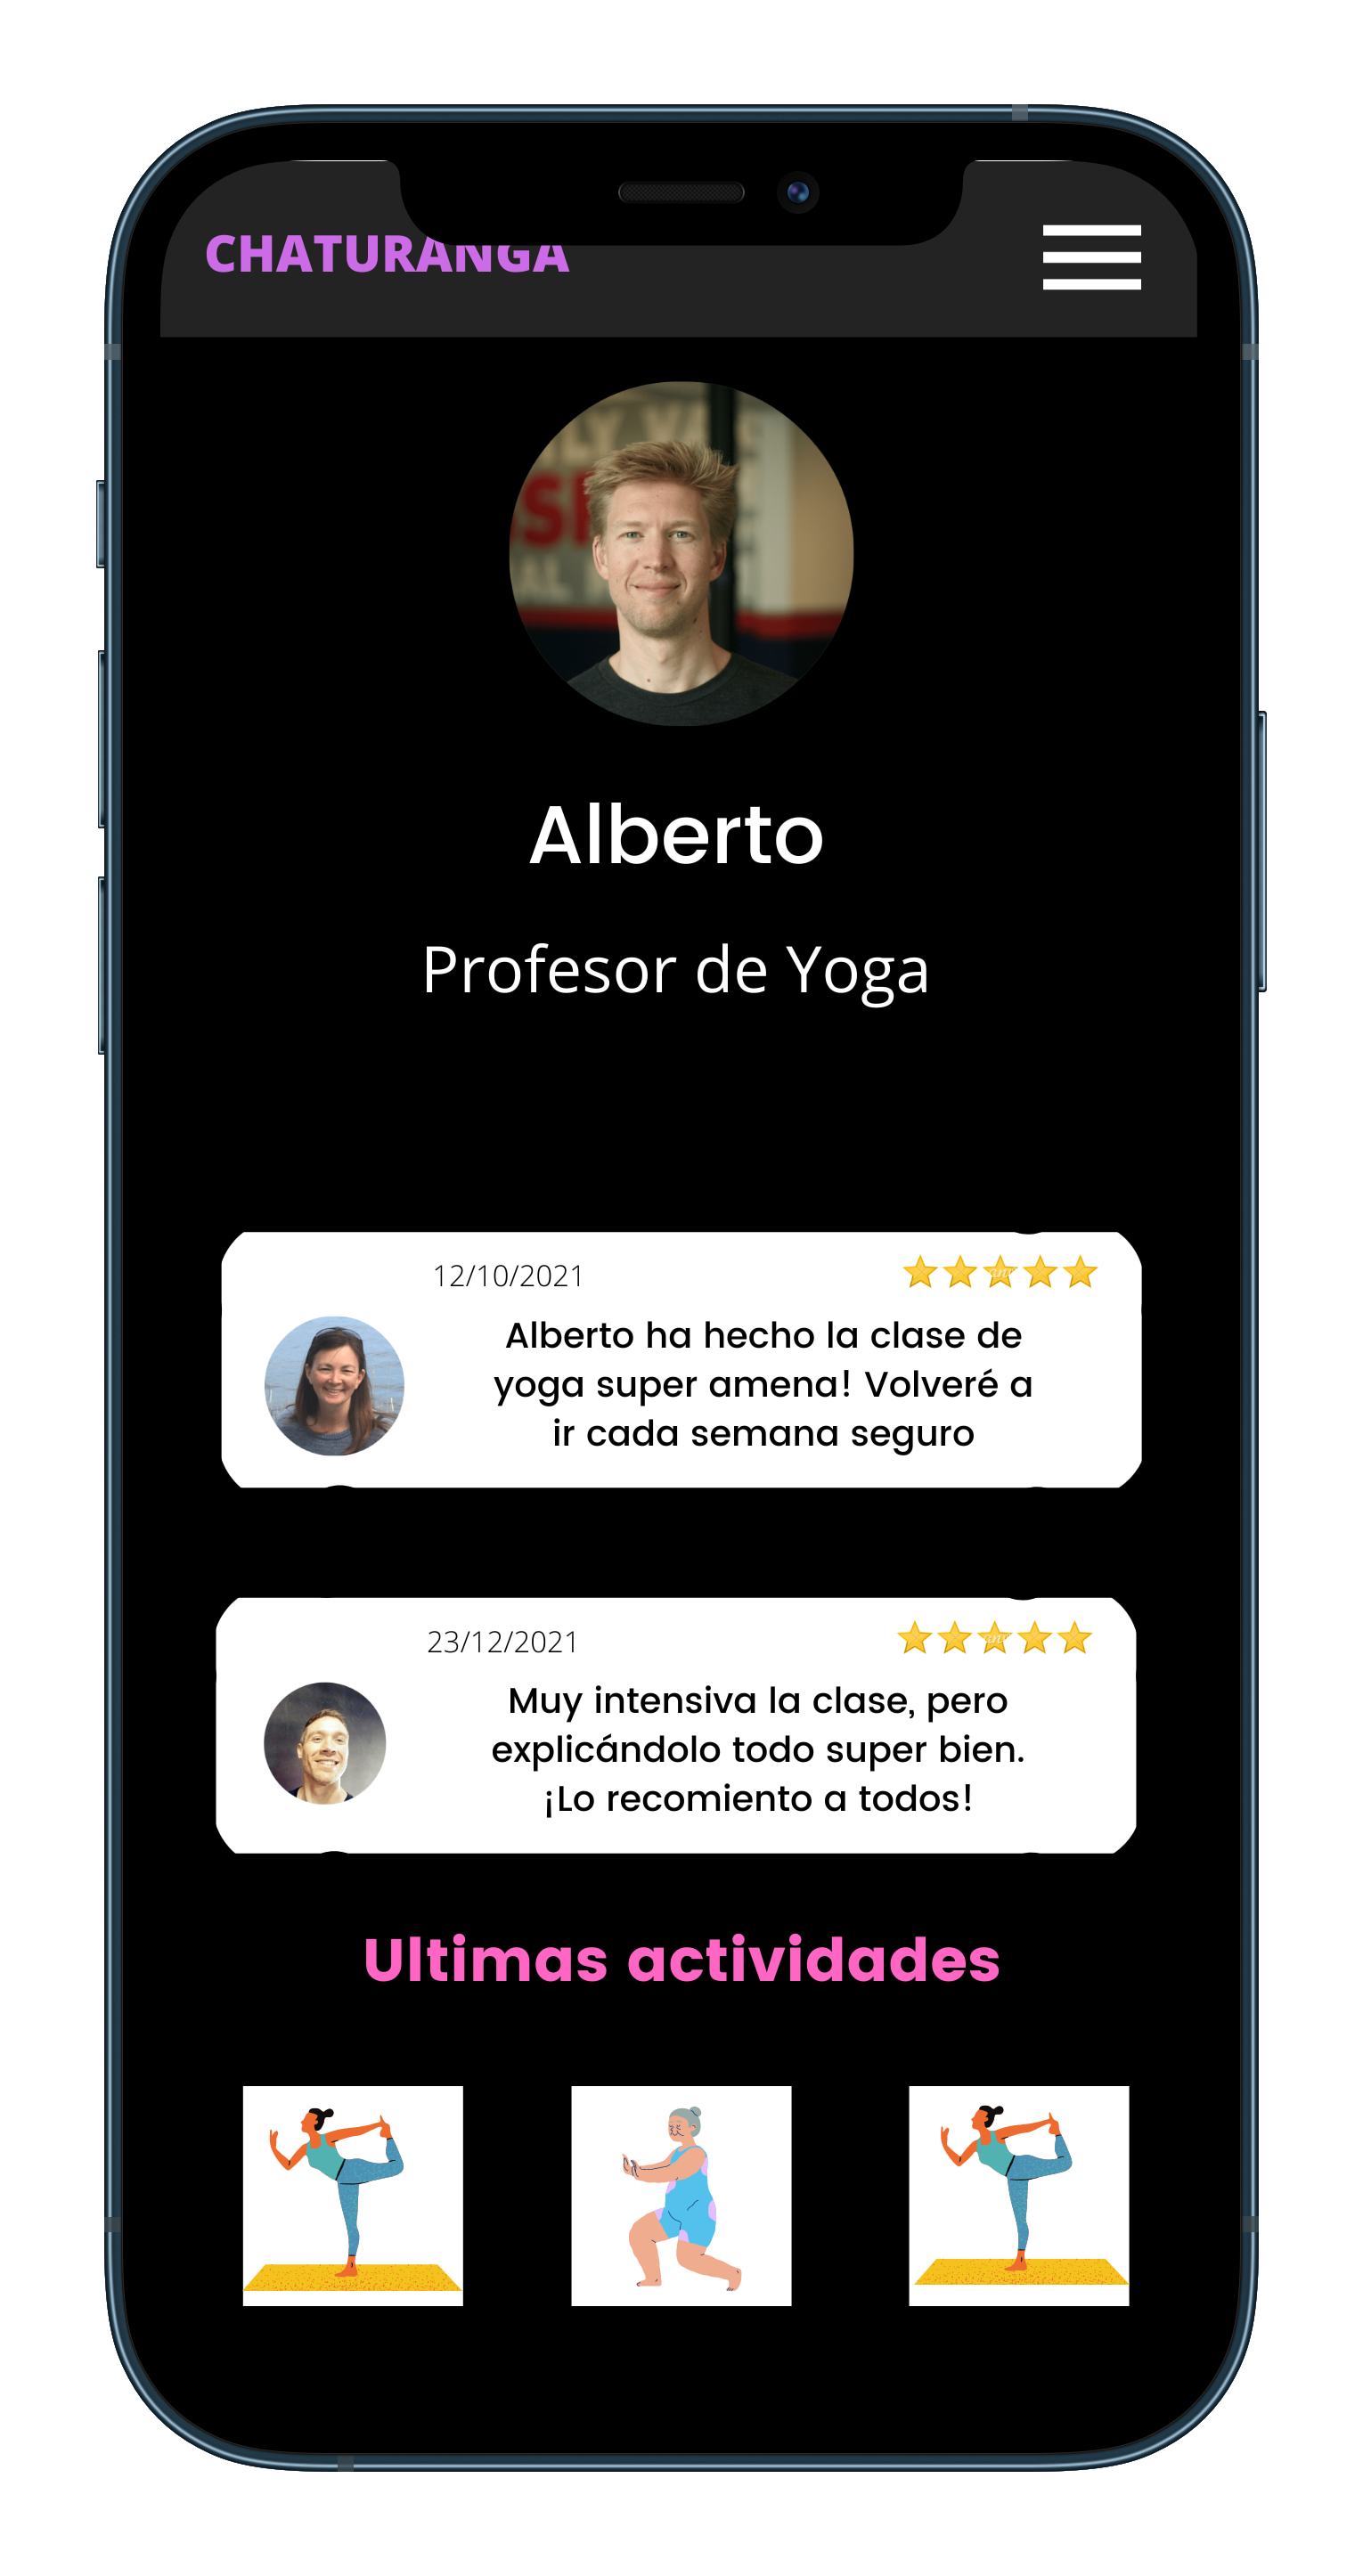 CHATURANGA
Alberto
Profesor de Yoga
12/10/2021
Alberto ha hecho la clase de
yoga super amena! Volveré a
ir cada semana seguro
23/12/2021
Muy intensiva la clase, pero
explicándolo todo super bien.
¡Lo recomiento a todos!
Ultimas actividades